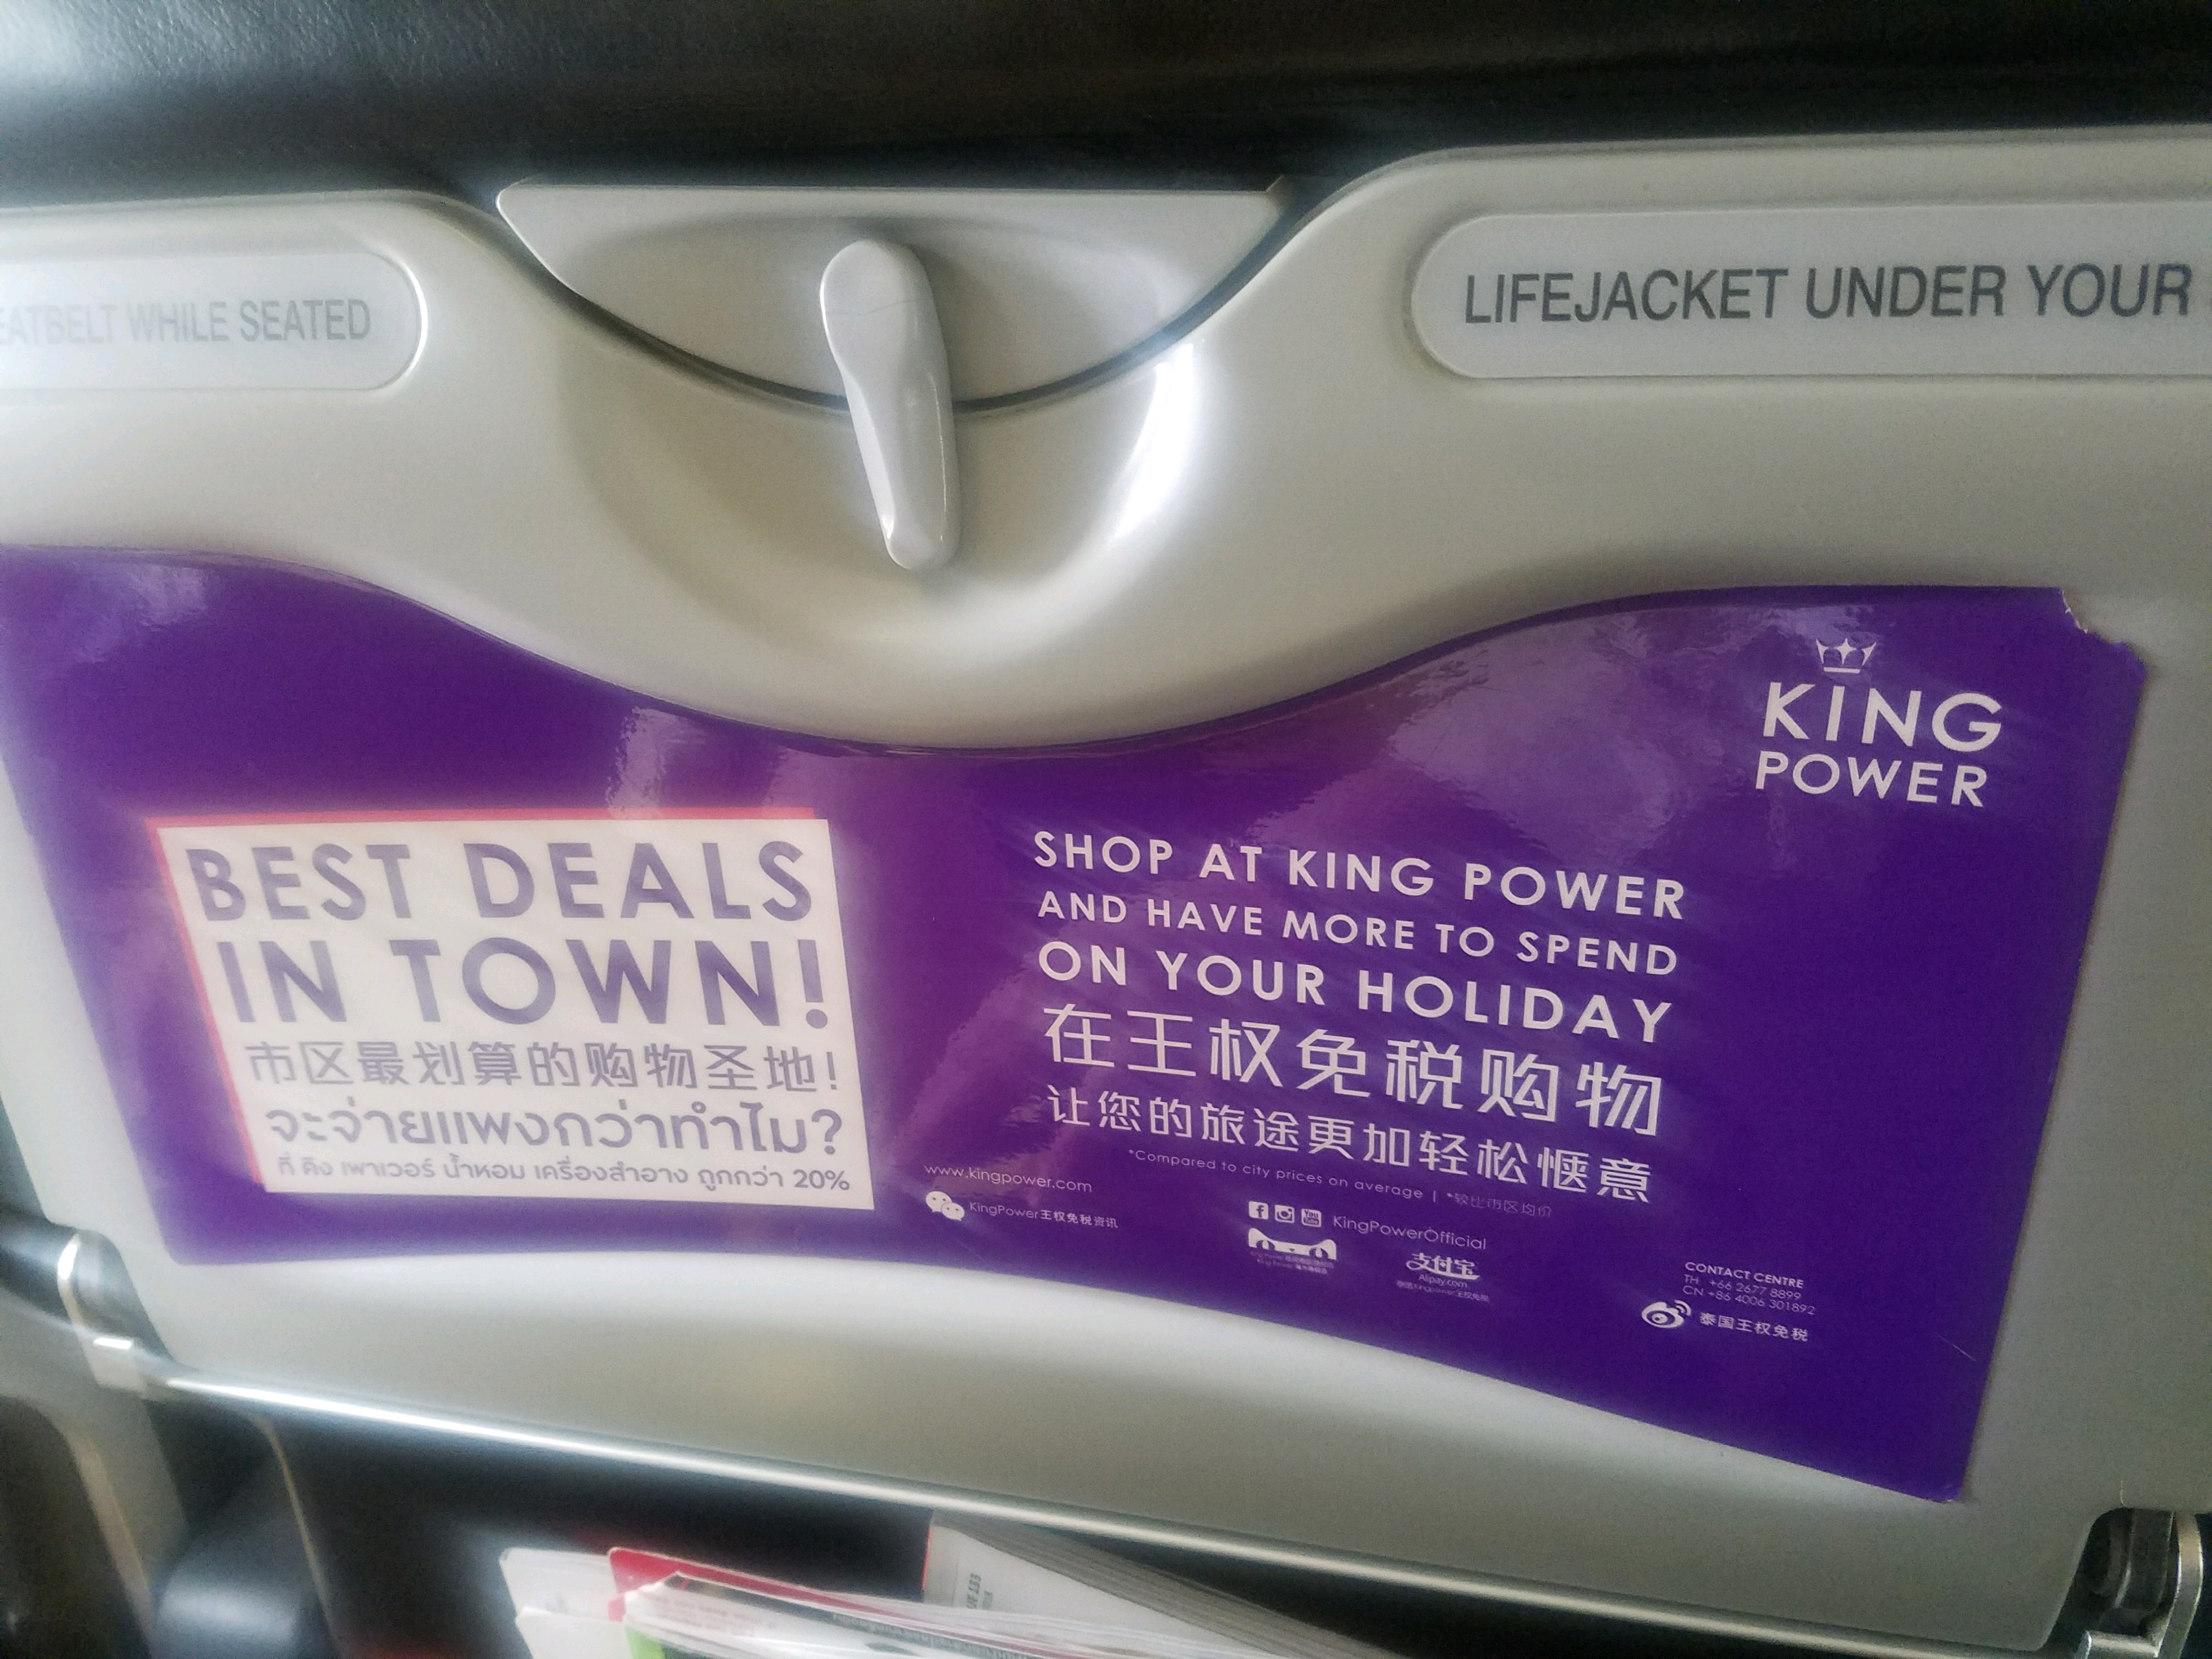 EATBELT WHILE SEATED
LIFEJACKET UNDER YOUR
KING
POWER
BEST DEALS
IN TOWN!
市区最划算的购物圣地!
จะจ่ายแพงกว่าทำไม?
ที่ คิง เพาเวอร์ น้ำหอม เครื่องสำอาง ถูกกว่า 20%
SHOP AT KING POWER
AND HAVE MORE TO SPEND
ON YOUR HOLIDAY
在王权免税购物
让您的旅途更加轻松惬意
*Compared to city prices on average | *较比市区均价
www.kingpower.com
KingPower王权免税资讯
KingPowerOfficial
支付宝
Alipay.com
CONTACT CENTRE
TH +66 2677 8899
CN +86 4006 301892
泰国王权免税